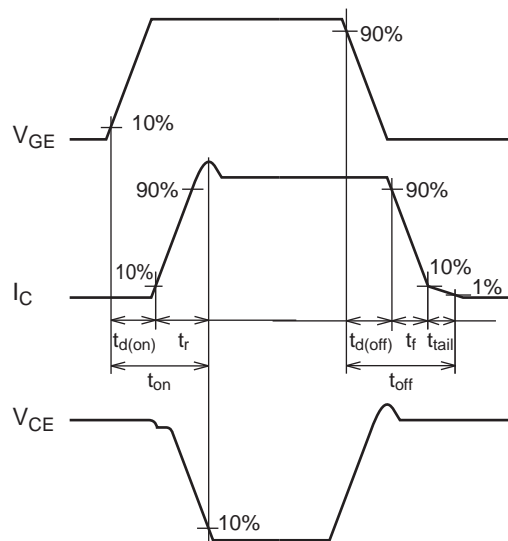 90%
V_GE
10%
90%
90%
10%
10%
1%
I_C
t_d(on)
t_r
t_d(off)
t_f
t_tail
t_on
t_off
V_CE
10%